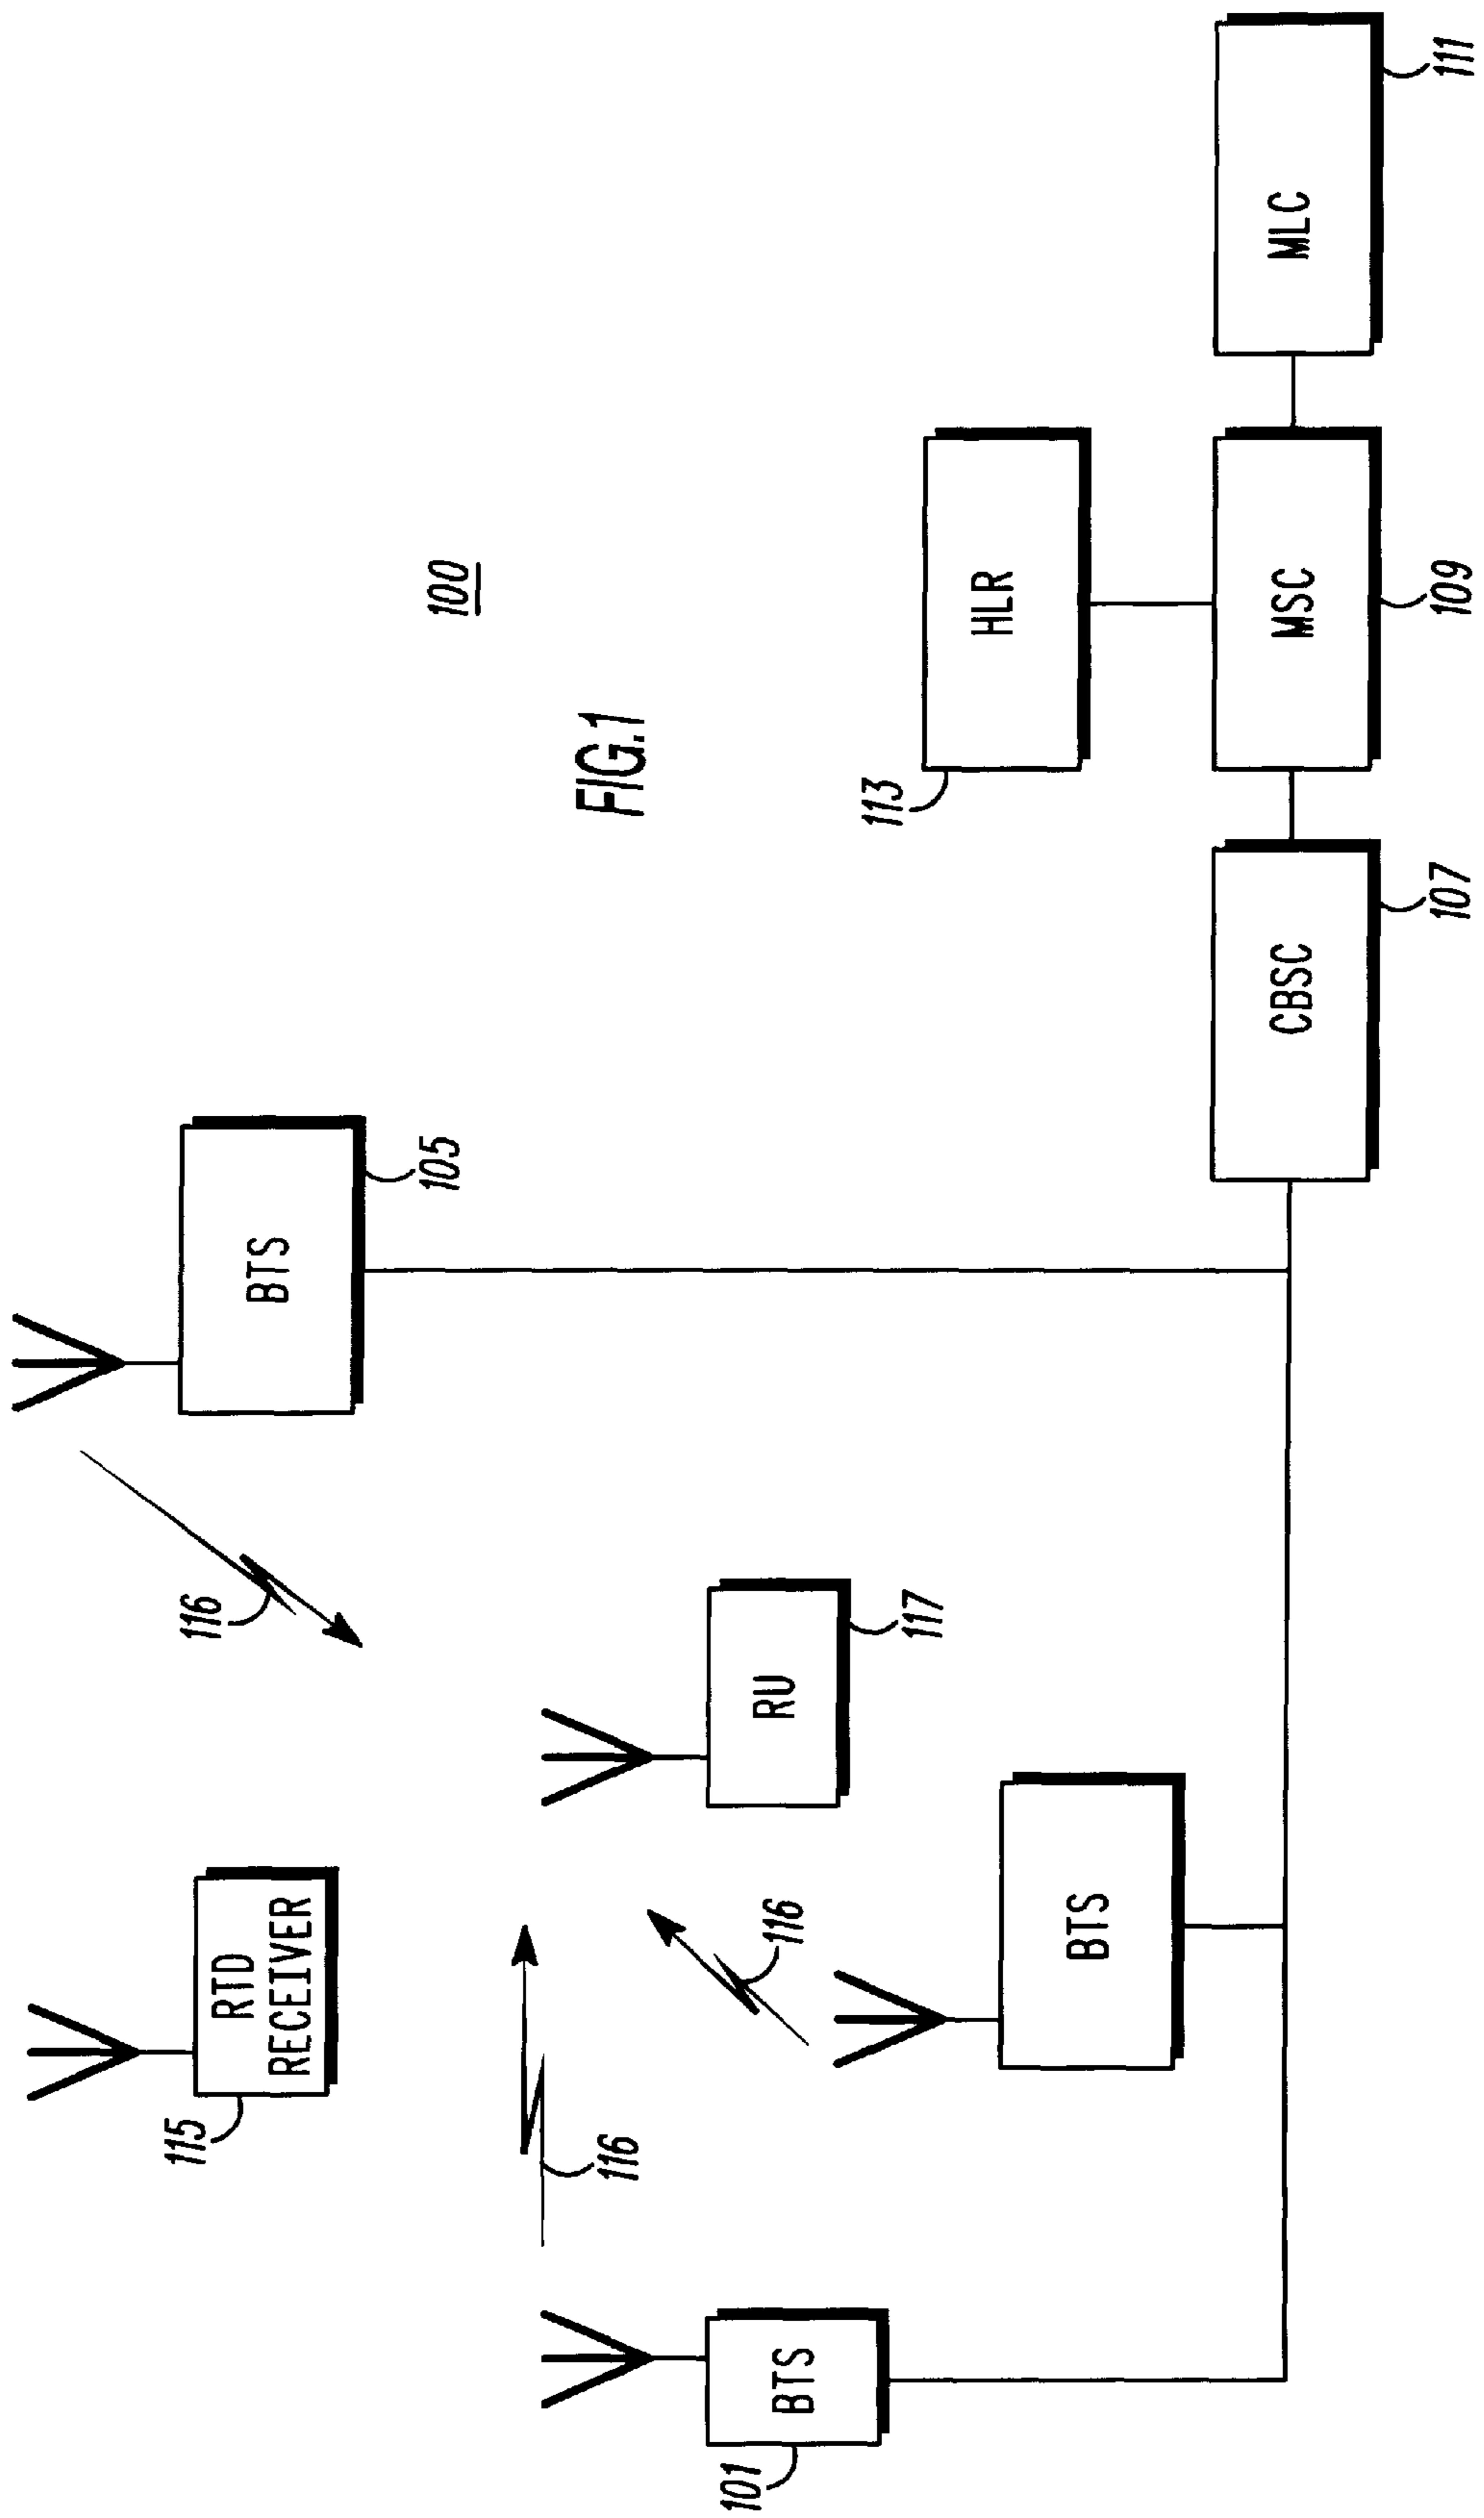 115
RTD
RECEIVER
116
BTS
105
100
116
101
BTS
116
RU
117
FIG.1
113
HLR
BTS
CBSC
107
MSC
109
MLC
111